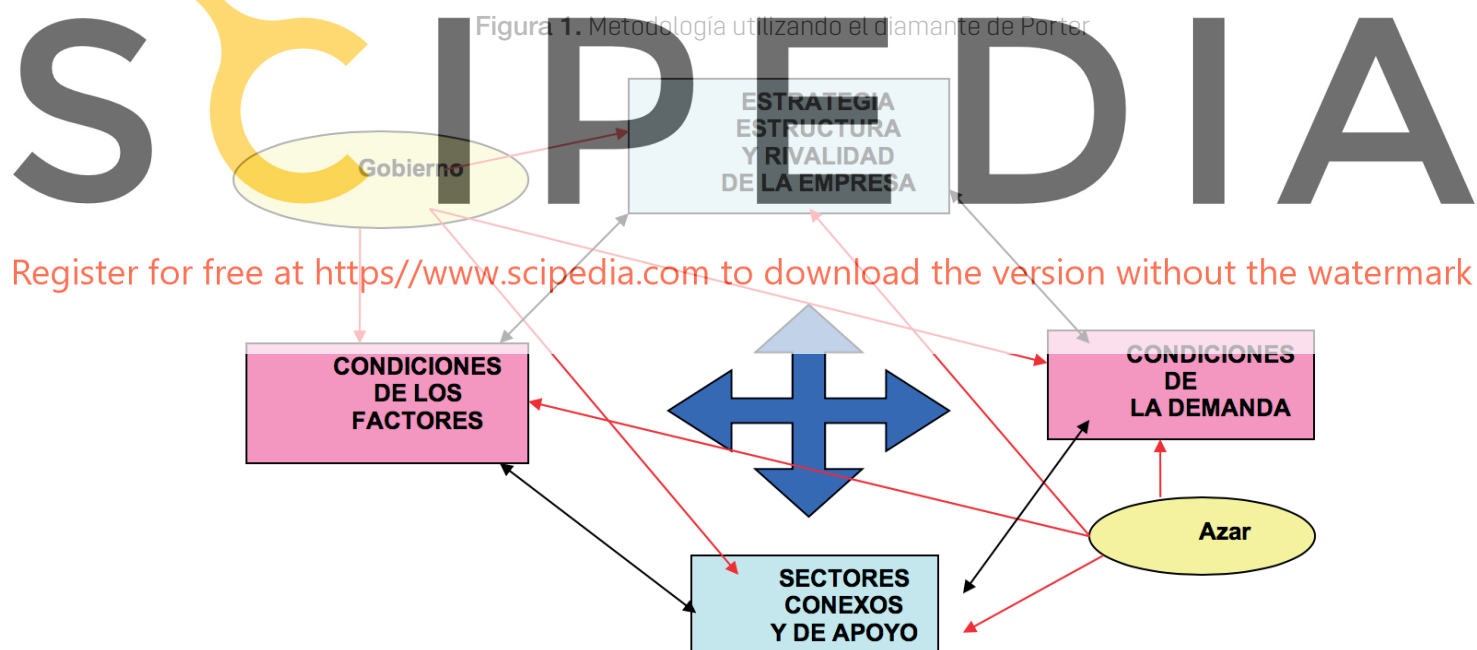 Figura 1. Metodología utilizando el diamante de Porter
SCIPEDIA
ESTRATEGIA
ESTRUCTURA
Y RIVALIDAD
DE LA EMPRESA
Gobierno
Register for free at https//www.scipedia.com to download the version without the watermark
CONDICIONES
DE LOS
FACTORES
CONDICIONES
DE
LA DEMANDA
Azar
SECTORES
CONEXOS
Y DE APOYO